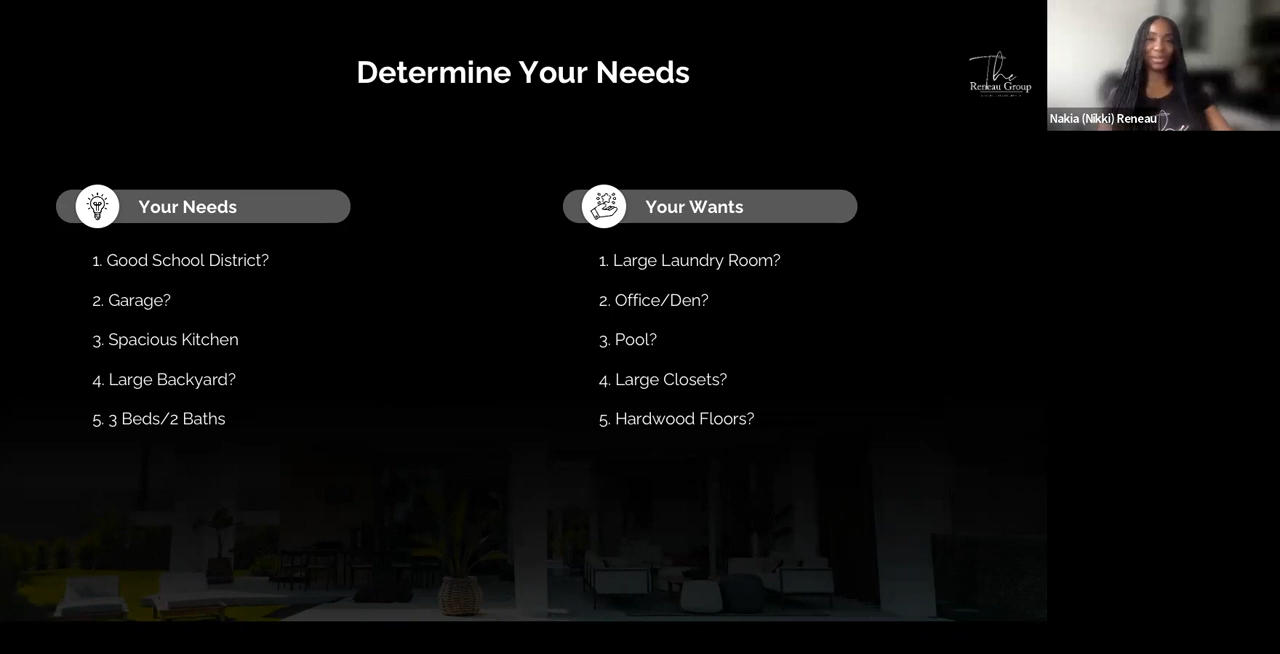 Determine Your Needs
The
Reneau Group
Nakia (Nikki) Reneau
Your Needs
1. Good School District?
2. Garage?
3. Spacious Kitchen
4. Large Backyard?
5. 3 Beds/2 Baths
Your Wants
1. Large Laundry Room?
2. Office/Den?
3. Pool?
4. Large Closets?
5. Hardwood Floors?